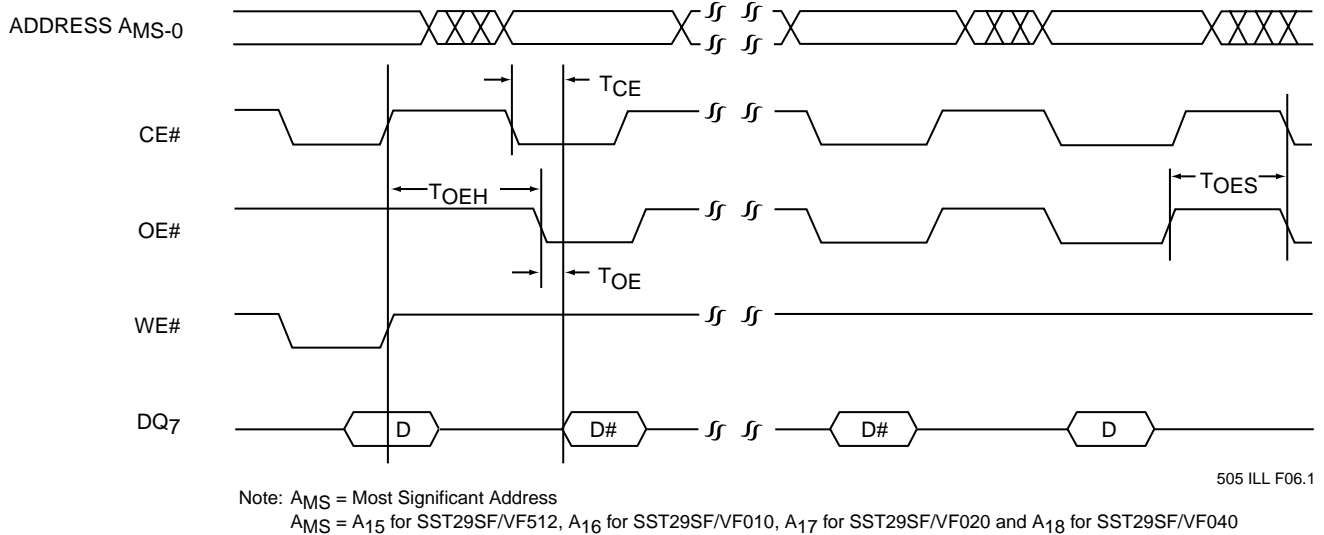 ADDRESS AMS-0
TCE
CE#
TOEH
TOES
OE#
TOE
WE#
DQ7
D
D#
D#
D
505 ILL F06.1
Note: AMS = Most Significant Address
AMS = A15 for SST29SF/VF512, A16 for SST29SF/VF010, A17 for SST29SF/VF020 and A18 for SST29SF/VF040